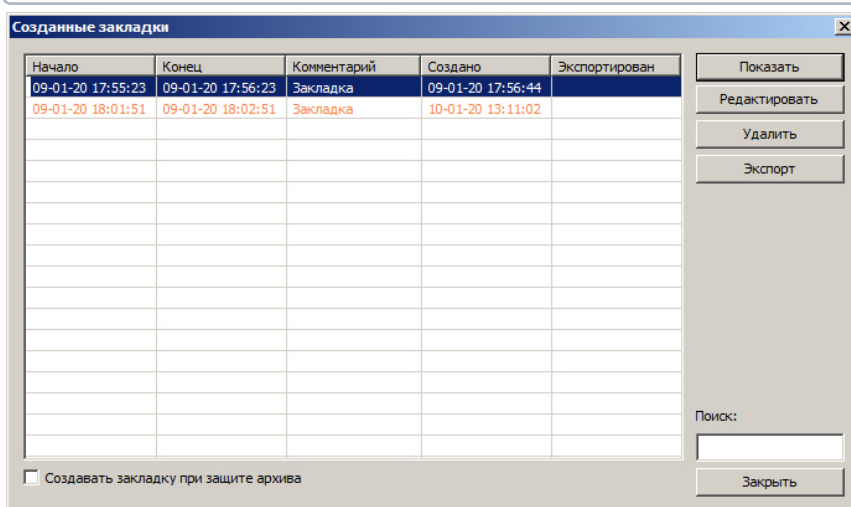 Созданные закладки
Начало Конец Комментарий Создано Экспортирован
09-01-20 17:55:23 09-01-20 17:56:23 Закладка 09-01-20 17:56:44
09-01-20 18:01:51 09-01-20 18:02:51 Закладка 10-01-20 13:11:02
Показать
Редактировать
Удалить
Экспорт
Поиск:
Создавать закладку при защите архива
Закрыть